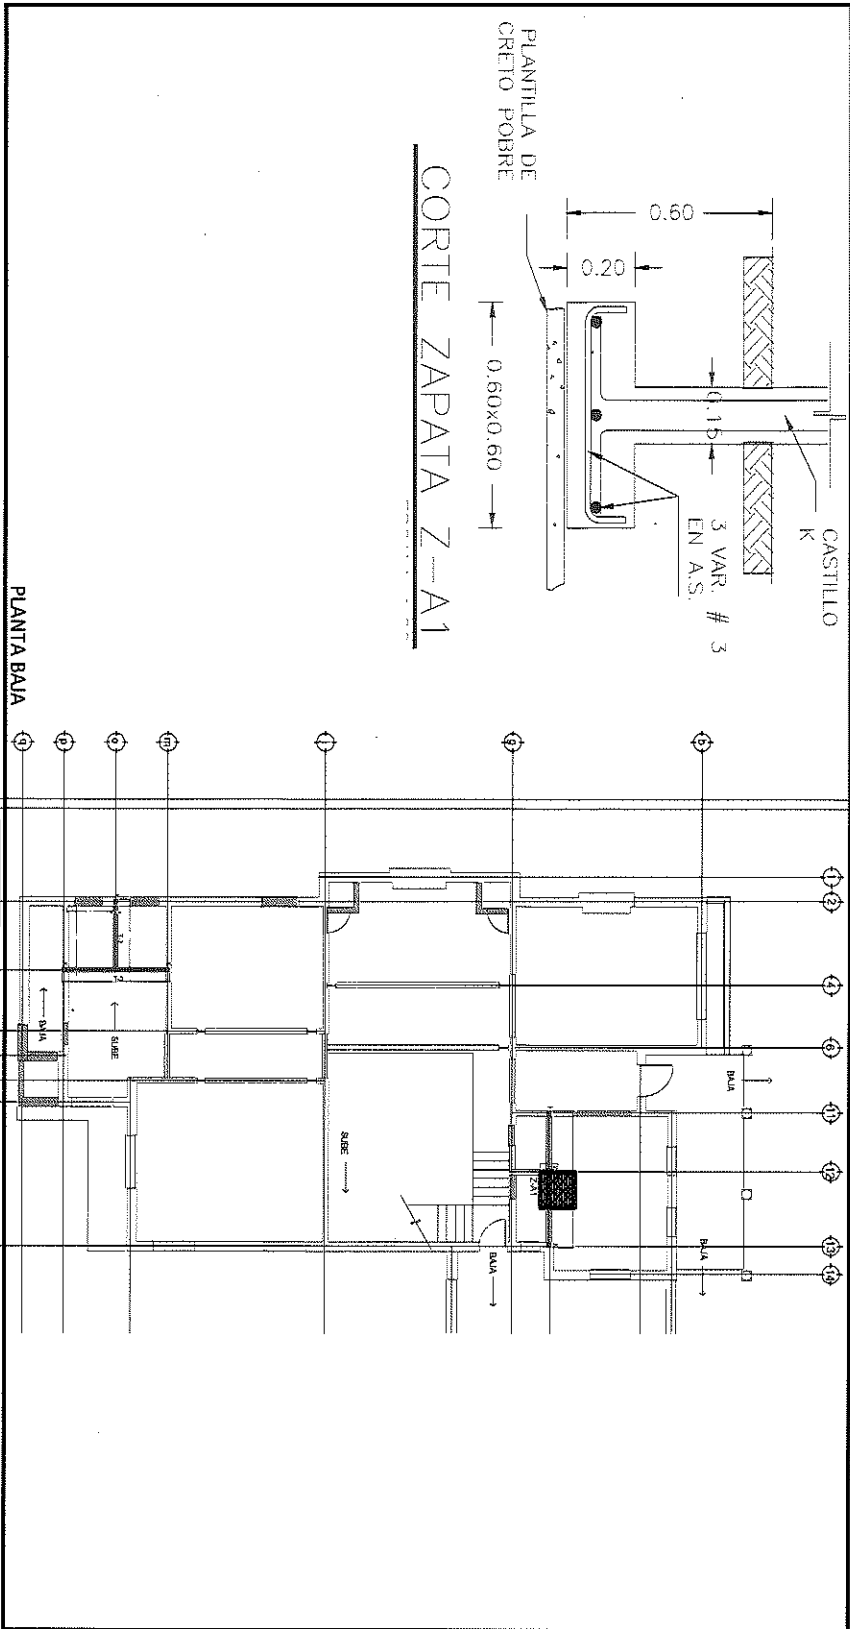 0.60
0.20
0.15
CASTILLO
K
3 VAR. # 3
EN A.S.
0.60x0.60
PLANTILLA DE
CRETO POBRE
CORTE ZAPATA Z-A1
1
2
4
6
11
12
13
14
b
g
j
m
o
p
q
BAJA
BAJA
BAJA
Z-A1
SUBE
SUBE
BAJA
PLANTA BAJA